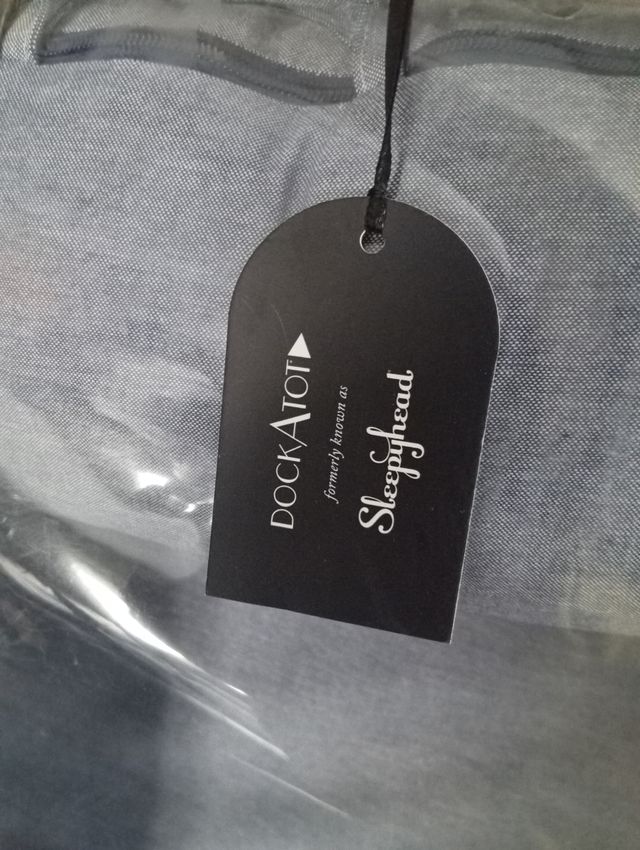 DOCKATOT
formerly known as
Sleepyhead